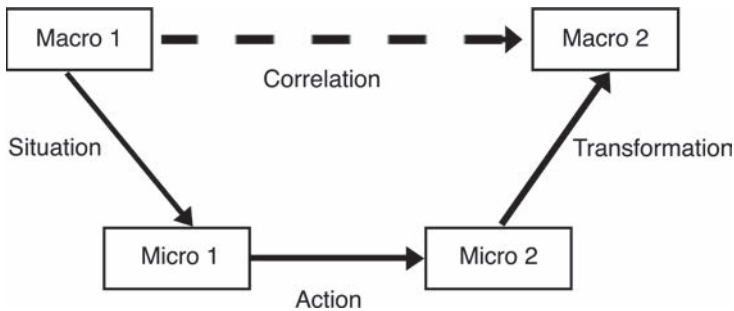 Macro 1
Macro 2
Correlation
Situation
Transformation
Micro 1
Micro 2
Action